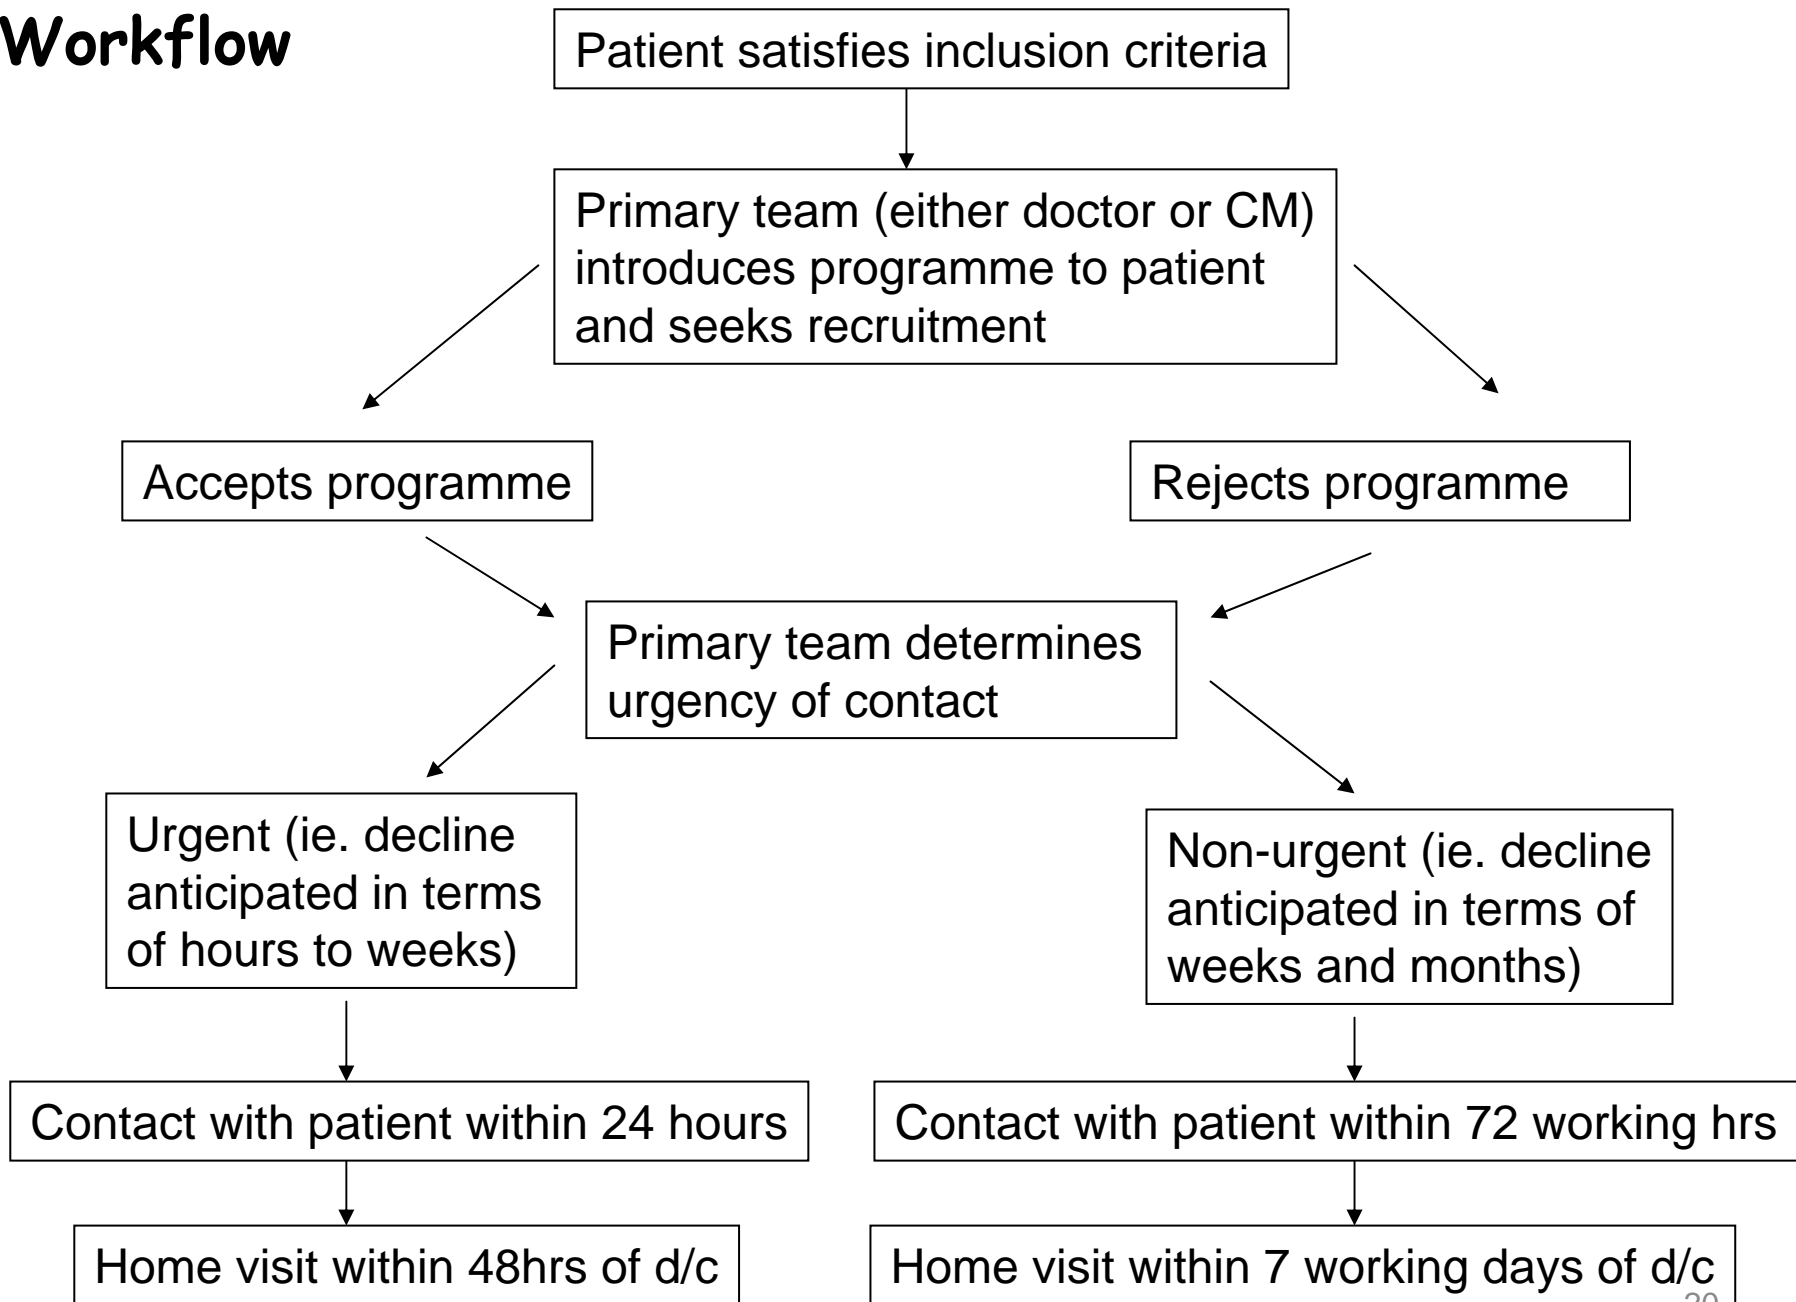 Workflow
Patient satisfies inclusion criteria
Primary team (either doctor or CM)
introduces programme to patient
and seeks recruitment
Accepts programme
Rejects programme
Primary team determines
urgency of contact
Urgent (ie. decline
anticipated in terms
of hours to weeks)
Non-urgent (ie. decline
anticipated in terms of
weeks and months)
Contact with patient within 24 hours
Contact with patient within 72 working hrs
Home visit within 48hrs of d/c
Home visit within 7 working days of d/c